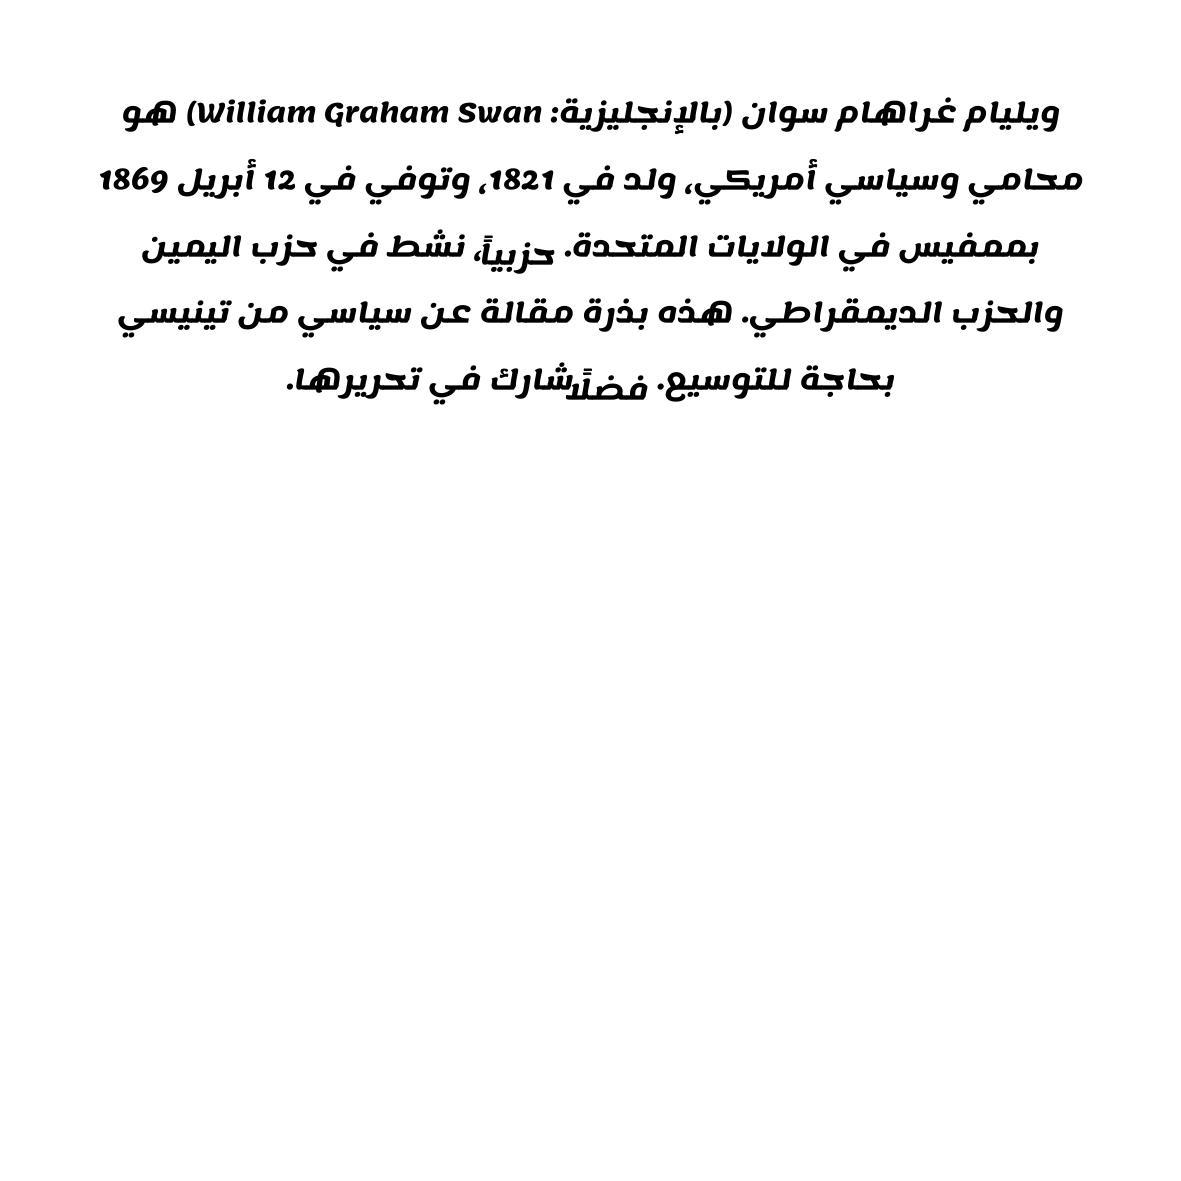 ويليام غراهام سوان (بالإنجليزية: William Graham Swan) هو
محامي وسياسي أمريكي، ولد في 1821، وتوفي في 12 أبريل 1869
بممفيس في الولايات المتحدة. حزبياً، نشط في حزب اليمين
والحزب الديمقراطي. هذه بذرة مقالة عن سياسي من تينيسي
بحاجة للتوسيع. فضلًا شارك في تحريرها.